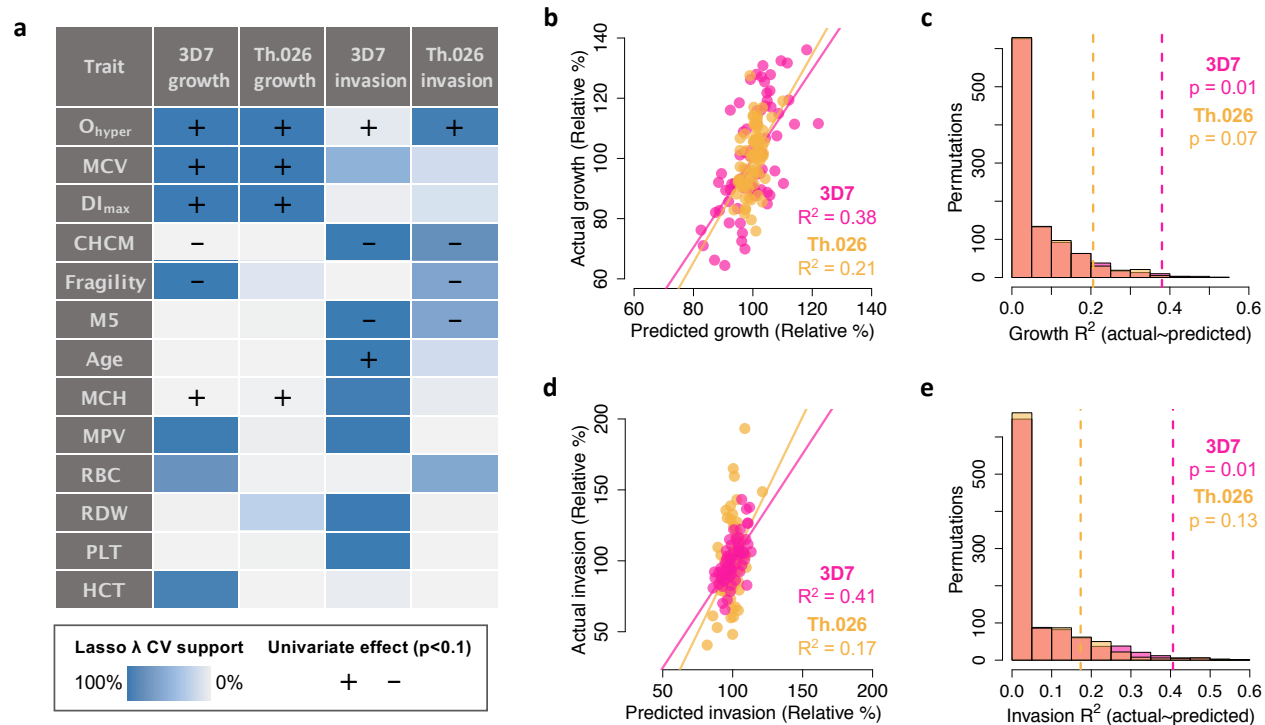 a
Trait
3D7 growth
Th.026 growth
3D7 invasion
Th.026 invasion
Ohyper + + + +
MCV + +
DImax + +
CHCM − − −
Fragility − −
M5 − −
Age +
MCH + +
MPV
RBC
RDW
PLT
HCT
Lasso λ CV support
100% 0%
Univariate effect (p<0.1)
+ −
b
Actual growth (Relative %)
140
120
100
80
60
3D7
R² = 0.38
Th.026
R² = 0.21
60 80 100 120 140
Predicted growth (Relative %)
c
Permutations
500
300
100
0
3D7
p = 0.01
Th.026
p = 0.07
0.0 0.2 0.4 0.6
Growth R² (actual~predicted)
d
Actual invasion (Relative %)
200
150
100
50
3D7
R² = 0.41
Th.026
R² = 0.17
50 100 150 200
Predicted invasion (Relative %)
e
Permutations
500
300
100
0
3D7
p = 0.01
Th.026
p = 0.13
0.0 0.1 0.2 0.3 0.4 0.5 0.6
Invasion R² (actual~predicted)